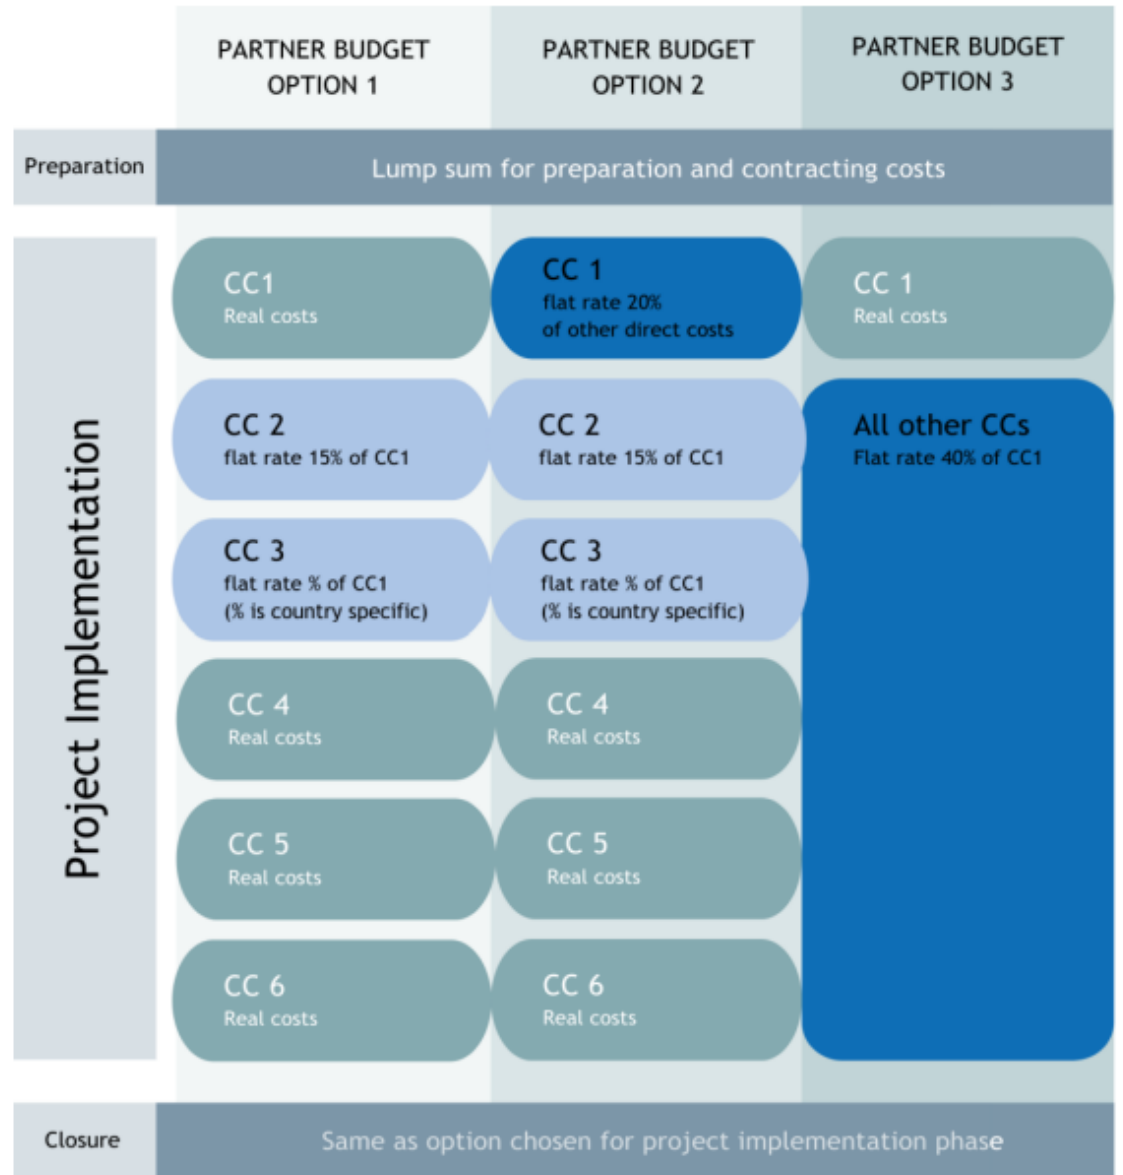 PARTNER BUDGET
OPTION 1
PARTNER BUDGET
OPTION 2
PARTNER BUDGET
OPTION 3
Preparation
Lump sum for preparation and contracting costs
Project Implementation
CC1
Real costs
CC 1
flat rate 20%
of other direct costs
CC 1
Real costs
CC 2
flat rate 15% of CC1
CC 2
flat rate 15% of CC1
All other CCs
Flat rate 40% of CC1
CC 3
flat rate % of CC1
(% is country specific)
CC 3
flat rate % of CC1
(% is country specific)
CC 4
Real costs
CC 4
Real costs
CC 5
Real costs
CC 5
Real costs
CC 6
Real costs
CC 6
Real costs
Closure
Same as option chosen for project implementation phase